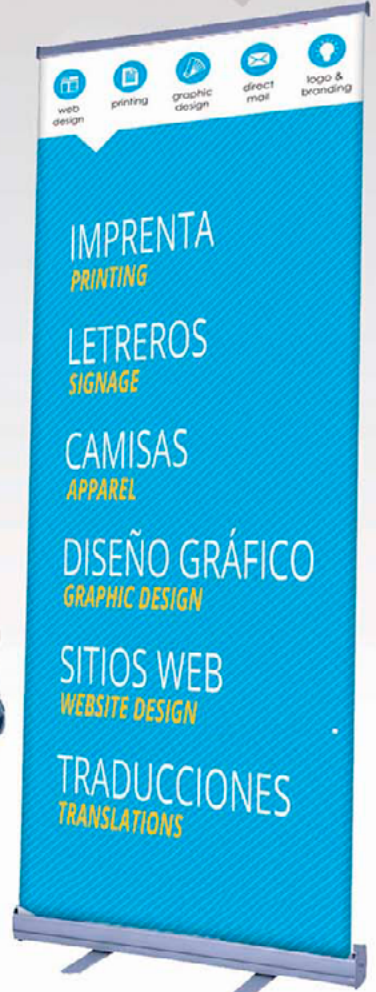 web
design
printing
graphic
design
direct
mail
logo &
branding
IMPRENTA
PRINTING
LETREROS
SIGNAGE
CAMISAS
APPAREL
DISEÑO GRÁFICO
GRAPHIC DESIGN
SITIOS WEB
WEBSITE DESIGN
TRADUCCIONES
TRANSLATIONS